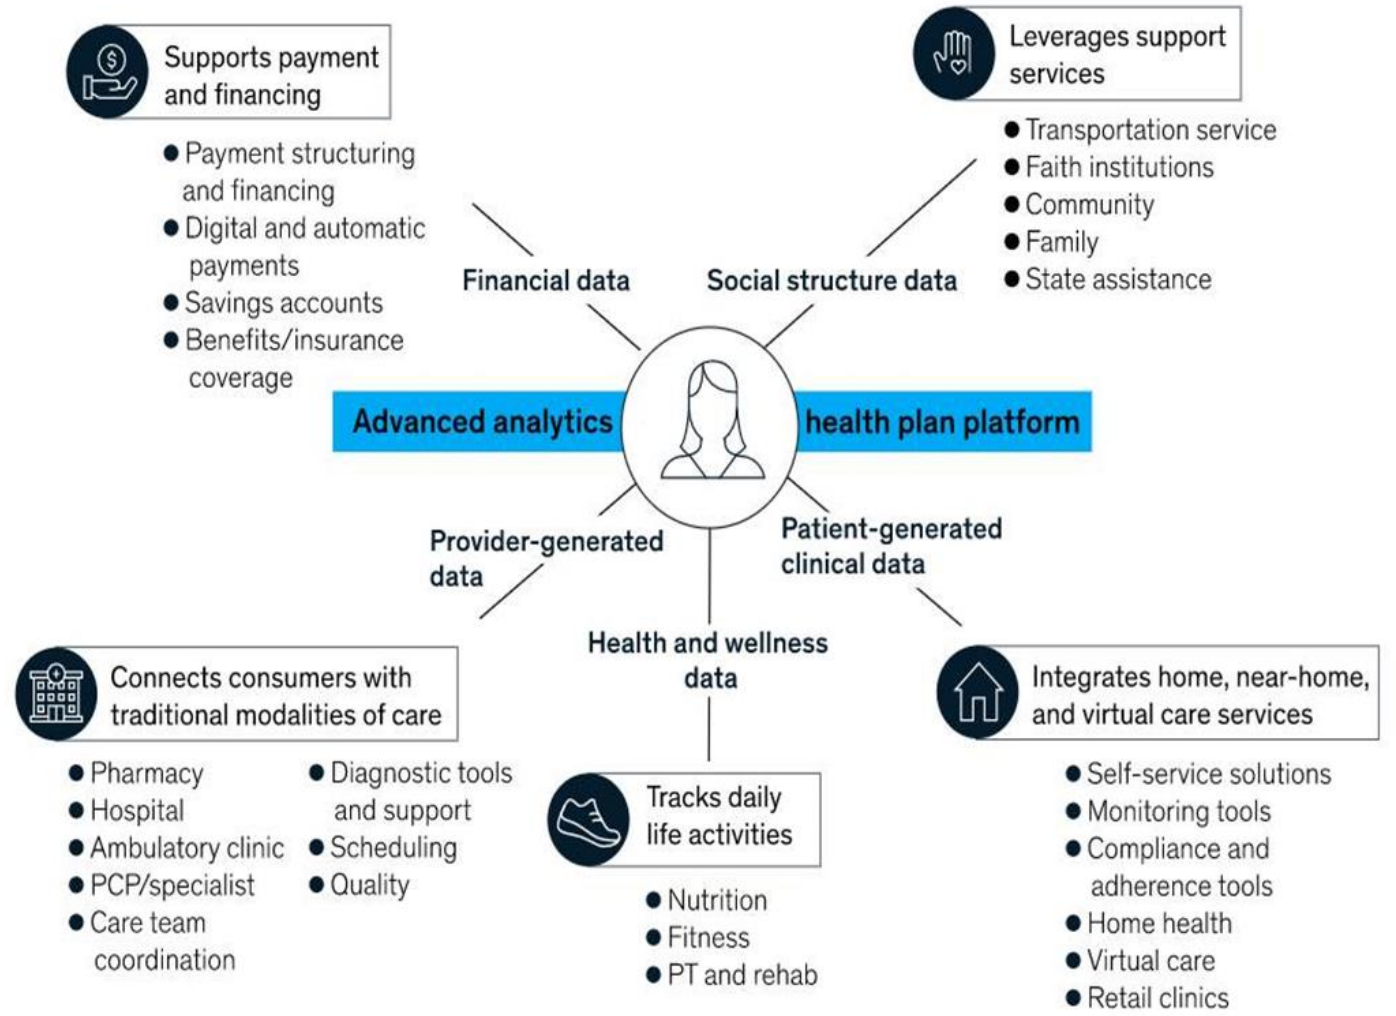 Supports payment
and financing
● Payment structuring
and financing
● Digital and automatic
payments
● Savings accounts
● Benefits/insurance
coverage
Leverages support
services
● Transportation service
● Faith institutions
● Community
● Family
● State assistance
Financial data
Social structure data
Advanced analytics
health plan platform
Provider-generated
data
Patient-generated
clinical data
Health and wellness
data
Connects consumers with
traditional modalities of care
● Pharmacy
● Hospital
● Ambulatory clinic
● PCP/specialist
● Care team
coordination
● Diagnostic tools
and support
● Scheduling
● Quality
Tracks daily
life activities
● Nutrition
● Fitness
● PT and rehab
Integrates home, near-home,
and virtual care services
● Self-service solutions
● Monitoring tools
● Compliance and
adherence tools
● Home health
● Virtual care
● Retail clinics